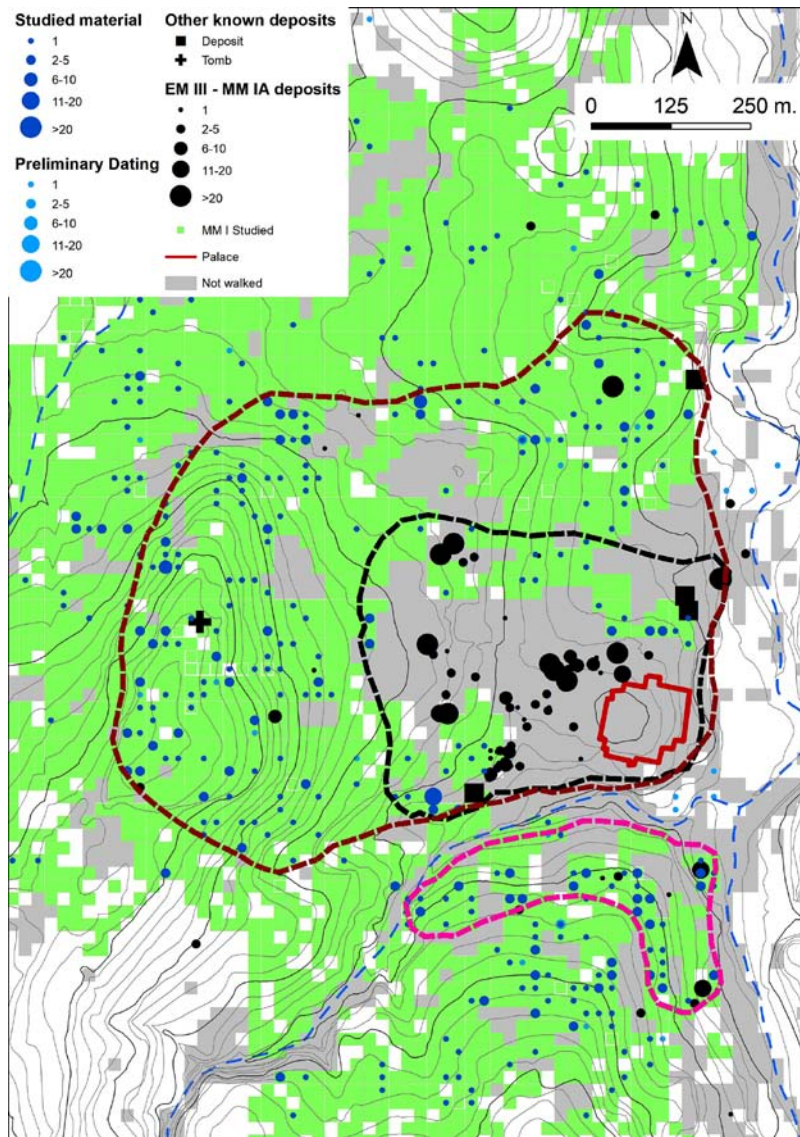 Studied material
1
2-5
6-10
11-20
>20
Preliminary Dating
1
2-5
6-10
11-20
>20
Other known deposits
Deposit
Tomb
EM III - MM IA deposits
1
2-5
6-10
11-20
>20
MM I Studied
Palace
Not walked
N
0 125 250 m.